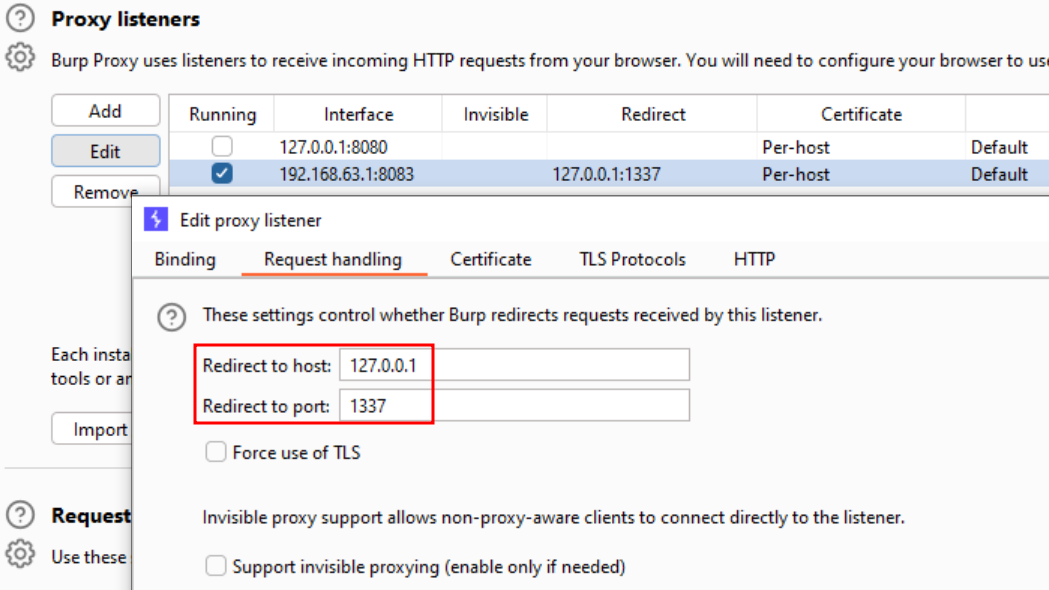 Proxy listeners
Burp Proxy uses listeners to receive incoming HTTP requests from your browser. You will need to configure your browser to
Add
Running Interface Invisible Redirect Certificate
Edit
127.0.0.1:8080 Per-host Default
192.168.63.1:8083 127.0.0.1:1337 Per-host Default
Remove
Edit proxy listener
Binding Request handling Certificate TLS Protocols HTTP
These settings control whether Burp redirects requests received by this listener.
Each
tools or
Redirect to host: 127.0.0.1
Redirect to port: 1337
Import
Force use of TLS
Request
Invisible proxy support allows non-proxy-aware clients to connect directly to the listener.
Use these
Support invisible proxying (enable only if needed)